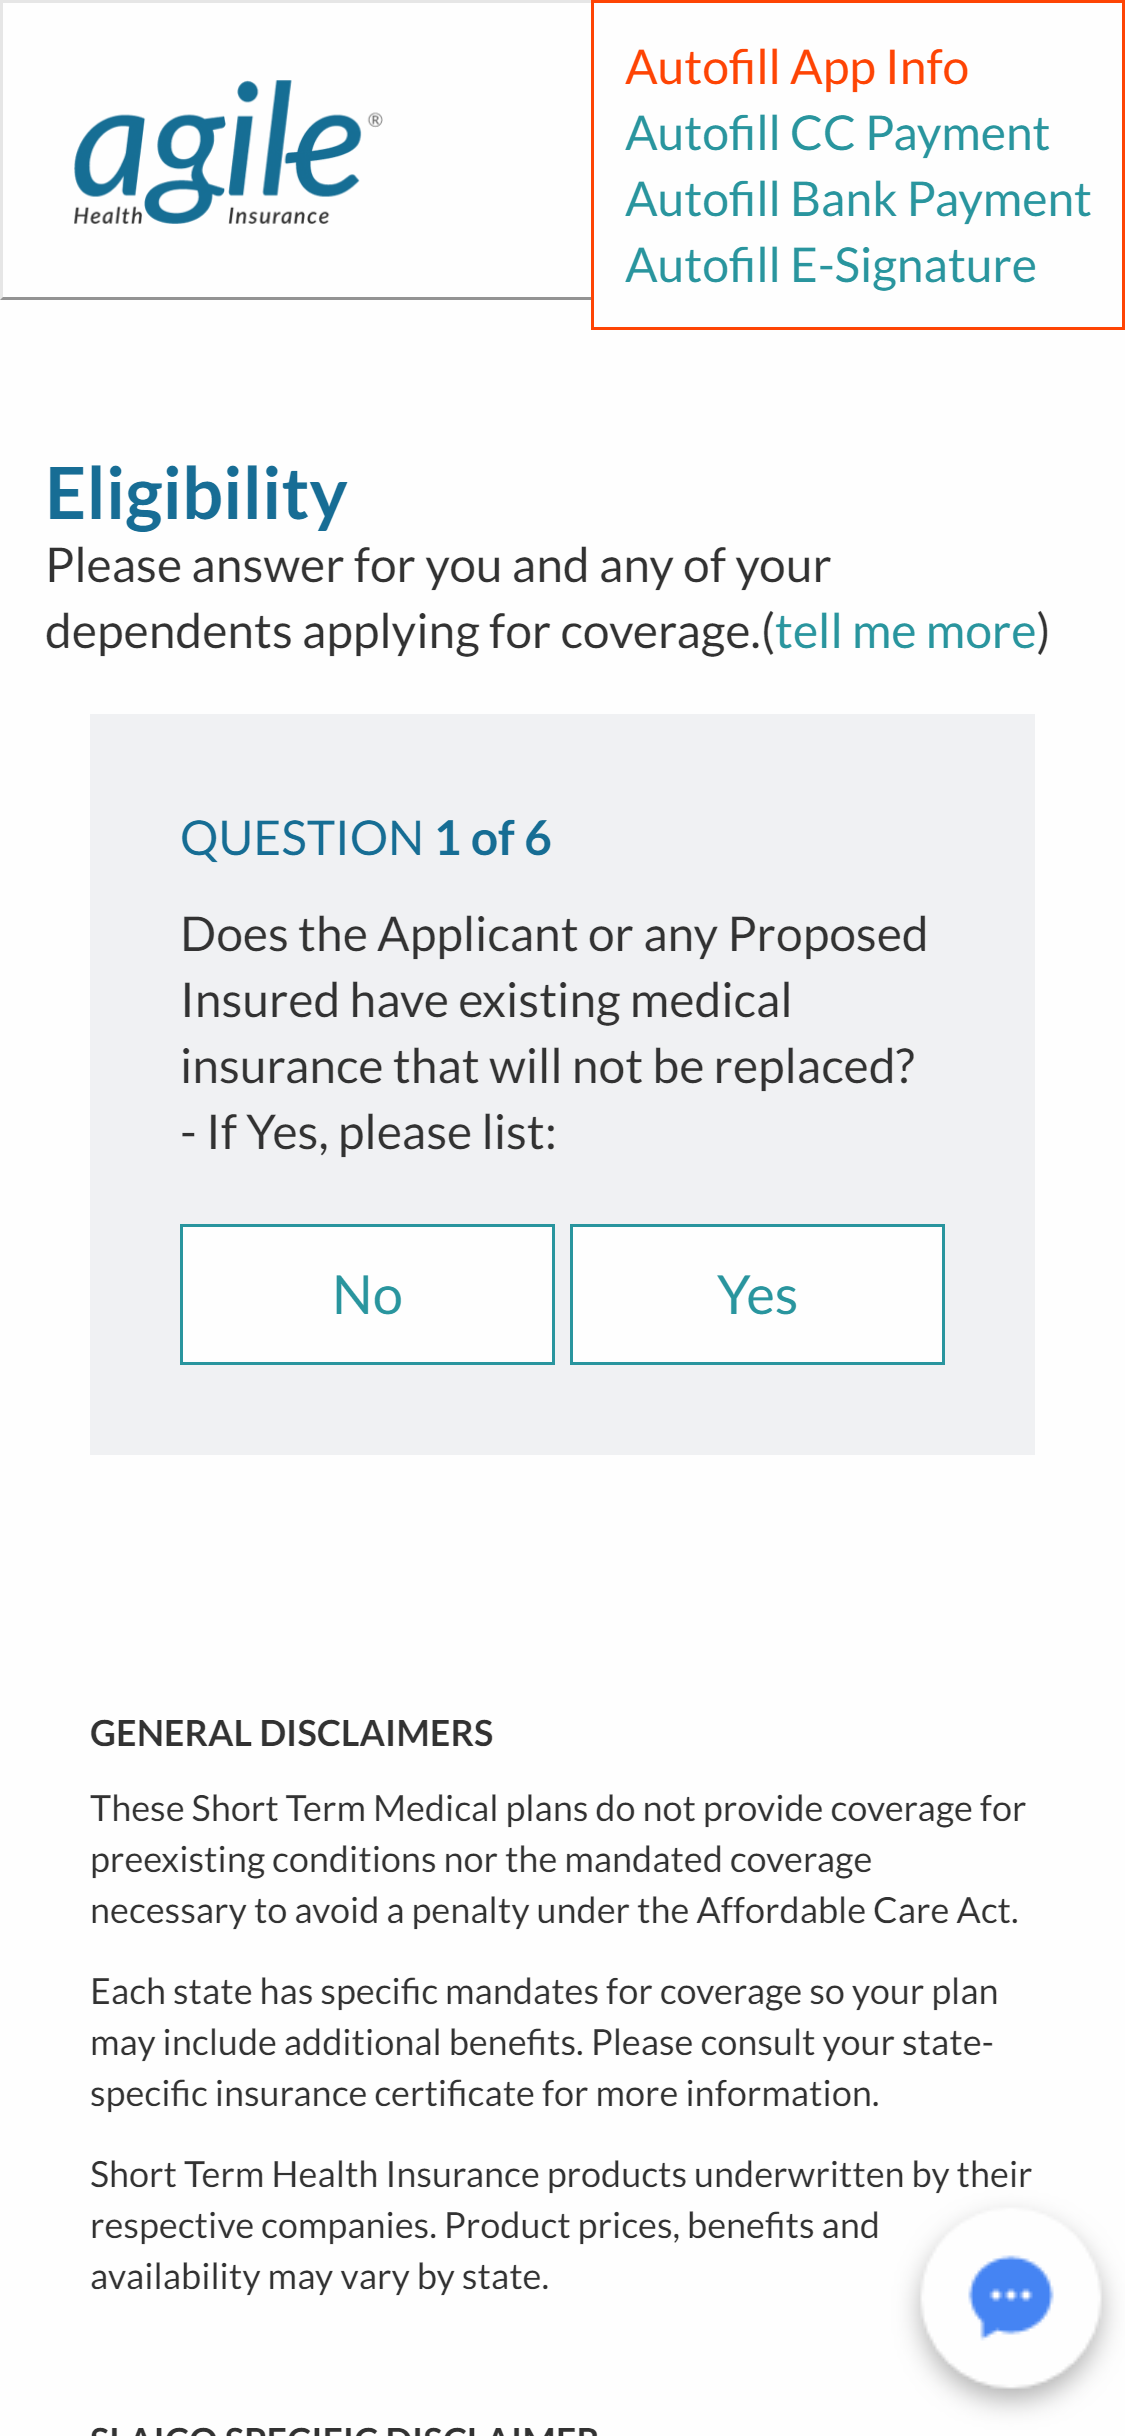 agile®
Health Insurance
Autofill App Info
Autofill CC Payment
Autofill Bank Payment
Autofill E-Signature
Eligibility
Please answer for you and any of your
dependents applying for coverage.(tell me more)
QUESTION 1 of 6
Does the Applicant or any Proposed
Insured have existing medical
insurance that will not be replaced?
- If Yes, please list:
No
Yes
GENERAL DISCLAIMERS
These Short Term Medical plans do not provide coverage for
preexisting conditions nor the mandated coverage
necessary to avoid a penalty under the Affordable Care Act.
Each state has specific mandates for coverage so your plan
may include additional benefits. Please consult your state-
specific insurance certificate for more information.
Short Term Health Insurance products underwritten by their
respective companies. Product prices, benefits and
availability may vary by state.
SLAICO SPECIFIC DISCLAIMER